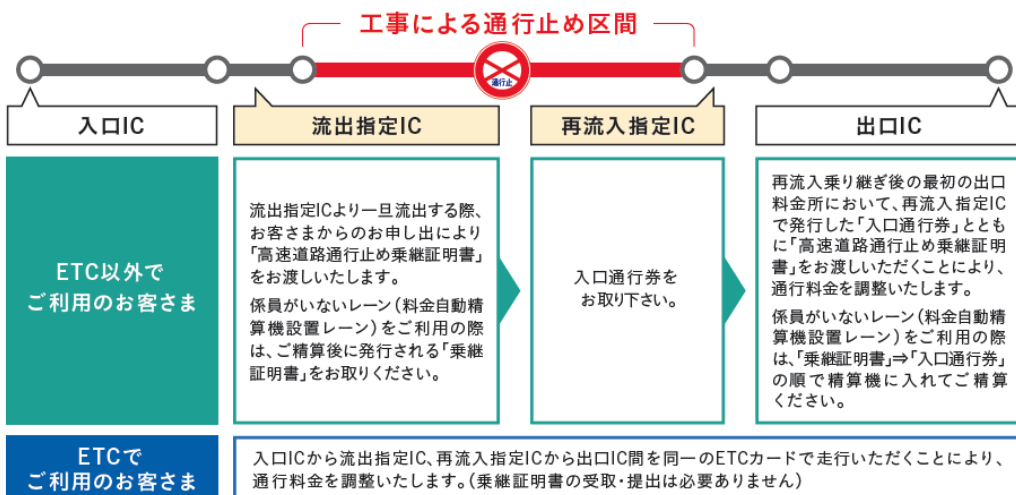 工事による通行止め区間
通行止
入口IC
流出指定IC
再流入指定IC
出口IC
ETC以外で
ご利用のお客さま
流出指定ICより一旦流出する際、
お客さまからのお申し出により
「高速道路通行止め乗継証明書」
をお渡しいたします。
係員がいないレーン(料金自動精
算機設置レーン)をご利用の際
は、ご精算後に発行される「乗継
証明書」をお取りください。
入口通行券を
お取り下さい。
再流入乗り継ぎ後の最初の出口
料金所において、再流入指定IC
で発行した「入口通行券」ととも
に「高速道路通行止め乗継証明
書」をお渡しいただくことにより、
通行料金を調整いたします。
係員がいないレーン(料金自動精
算機設置レーン)をご利用の際
は、「乗継証明書」⇒「入口通行券」
の順で精算機に入れてご精算
ください。
ETCで
ご利用のお客さま
入口ICから流出指定IC、再流入指定ICから出口IC間を同一のETCカードで走行いただくことにより、
通行料金を調整いたします。(乗継証明書の受取・提出は必要ありません)